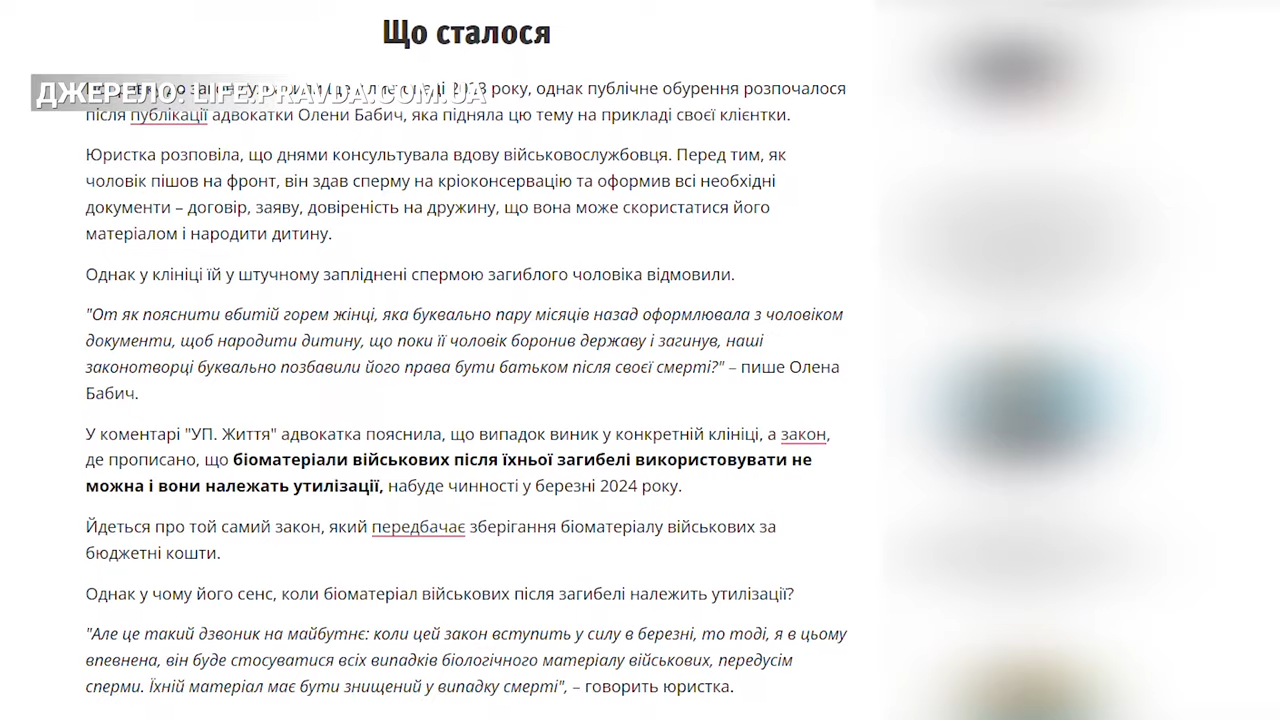 Що сталося
ДЖЕРЕЛО: LIFE.PRAVDA.COM.UA
року, однак публічне обурення розпочалося
після публікації адвокатки Олени Бабич, яка підняла цю тему на прикладі своєї клієнтки.
Юристка розповіла, що днями консультувала вдову військовослужбовця. Перед тим, як
чоловік пішов на фронт, він здав сперму на кріоконсервацію та оформив всі необхідні
документи – договір, заяву, довіреність на дружину, що вона може скористатися його
матеріалом і народити дитину.
Однак у клініці їй у штучному заплідненні спермою загиблого чоловіка відмовили.
"От як пояснити вбитій горем жінці, яка буквально пару місяців назад оформлювала з чоловіком
документи, щоб народити дитину, що поки її чоловік боронив державу і загинув, наші
законотворці буквально позбавили його права бути батьком після своєї смерті?" – пише Олена
Бабич.
У коментарі "УП. Життя" адвокатка пояснила, що випадок виник у конкретній клініці, а закон,
де прописано, що біоматеріали військових після їхньої загибелі використовувати не
можна і вони належать утилізації, набуде чинності у березні 2024 року.
Йдеться про той самий закон, який передбачає зберігання біоматеріалу військових за
бюджетні кошти.
Однак у чому його сенс, коли біоматеріал військових після загибелі належить утилізації?
"Але це такий дзвоник на майбутнє: коли цей закон вступить у силу в березні, то тоді, я в цьому
впевнена, він буде стосуватися всіх випадків біологічного матеріалу військових, передусім
сперми. Їхній матеріал має бути знищений у випадку смерті", – говорить юристка.